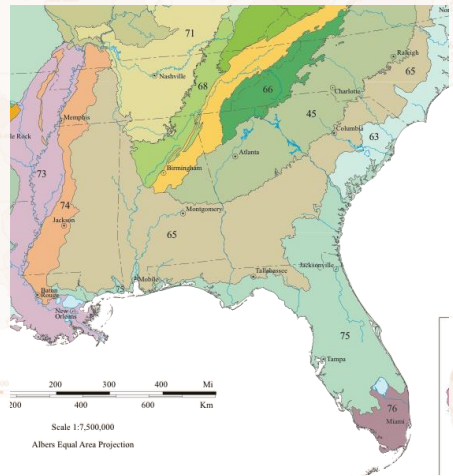 71
Nashville
Raleigh
68
65
66
Charlotte
Memphis
45
Columbia
le Rock
63
Atlanta
Birmingham
73
74
Montgomery
Jackson
65
Tallahassee
Jacksonville
Mobile
75
Baton
Rouge
New
Orleans
75
Tampa
76
Miami
200 400 Mi
200 400 600 Km
Scale 1:7,500,000
Albers Equal Area Projection